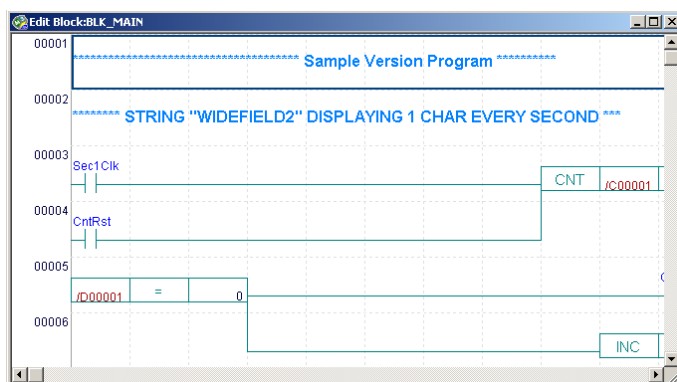 Edit Block:BLK_MAIN
00001
************************************ Sample Version Program **********
00002
******** STRING "WIDEFIELD2" DISPLAYING 1 CHAR EVERY SECOND ***
00003
Sec1Clk
CNT /C00001
00004
CntRst
00005
/D00001 = 0
00006
INC